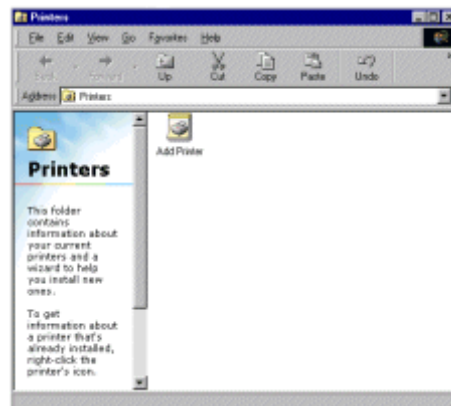 Printers
File Edit View Go Favorites Help
Back Forward Up Cut Copy Paste Undo
Address Printers
Add Printer
Printers
This folder
contains
information about
your current
printers and a
wizard to help
you install new
ones.
To get
information about
a printer that's
already installed,
right-click the
printer's icon.